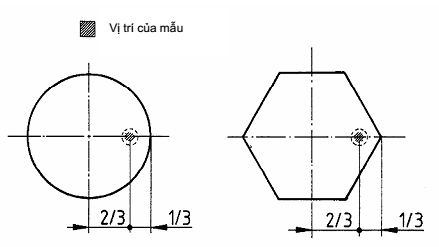 Vị trí của mẫu
2/3 1/3 2/3 1/3